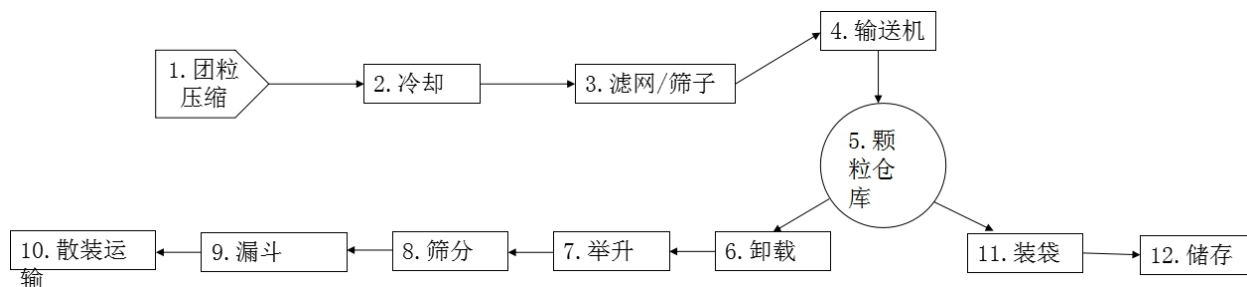 1.团粒
压缩
2.冷却
3.滤网/筛子
4.输送机
5.颗
粒仓
库
6.卸载
7.举升
8.筛分
9.漏斗
10.散装运
输
11.装袋
12.储存